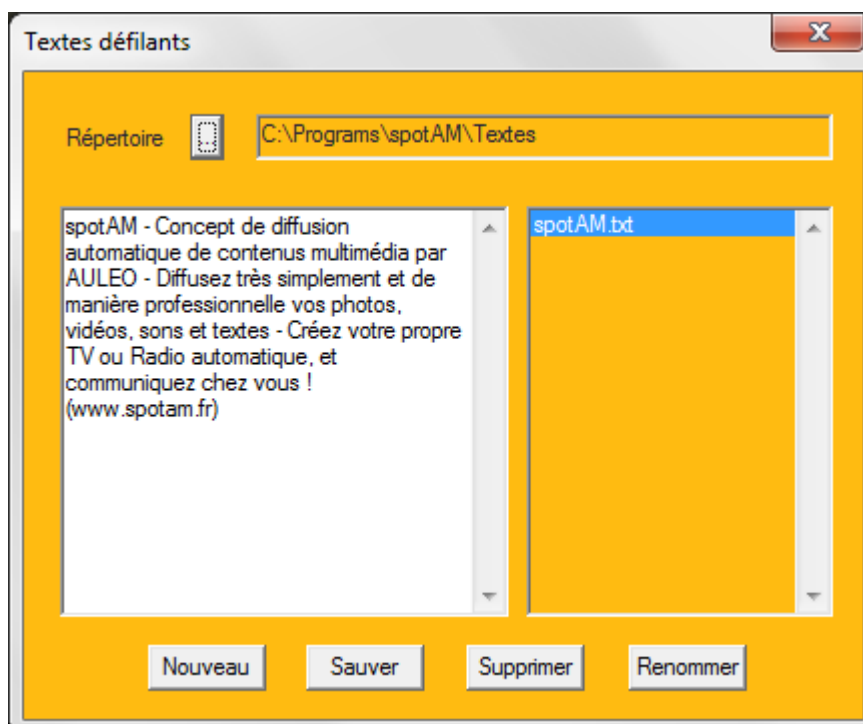 Textes défilants
Répertoire ... C:\Programs\spotAM\Textes
spotAM - Concept de diffusion
automatique de contenus multimédia par
AULEO - Diffusez très simplement et de
manière professionnelle vos photos,
vidéos, sons et textes - Créez votre propre
TV ou Radio automatique, et
communiquez chez vous !
(www.spotam.fr)
spotAM.txt
Nouveau Sauver Supprimer Renommer